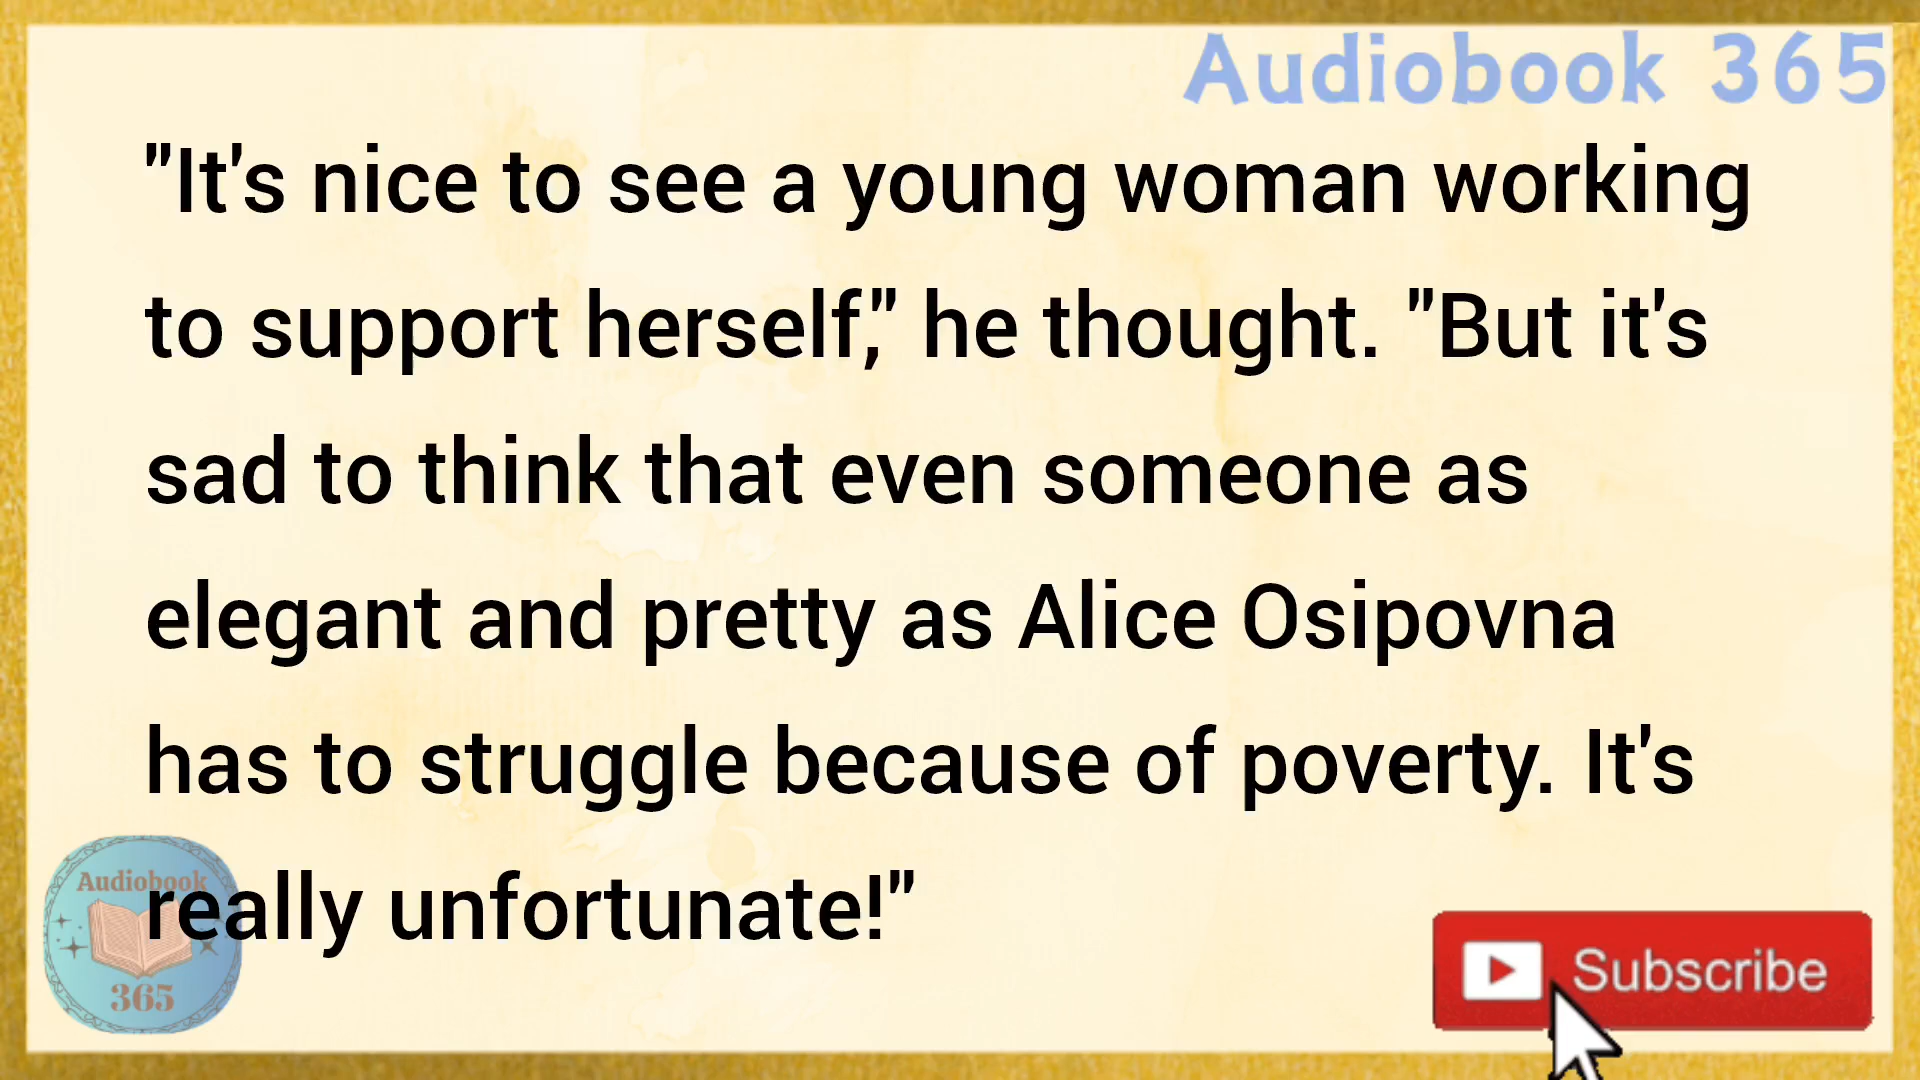 Audiobook 365
"It's nice to see a young woman working
to support herself," he thought. "But it's
sad to think that even someone as
elegant and pretty as Alice Osipovna
has to struggle because of poverty. It's
really unfortunate!"
Audiobook
365
Subscribe